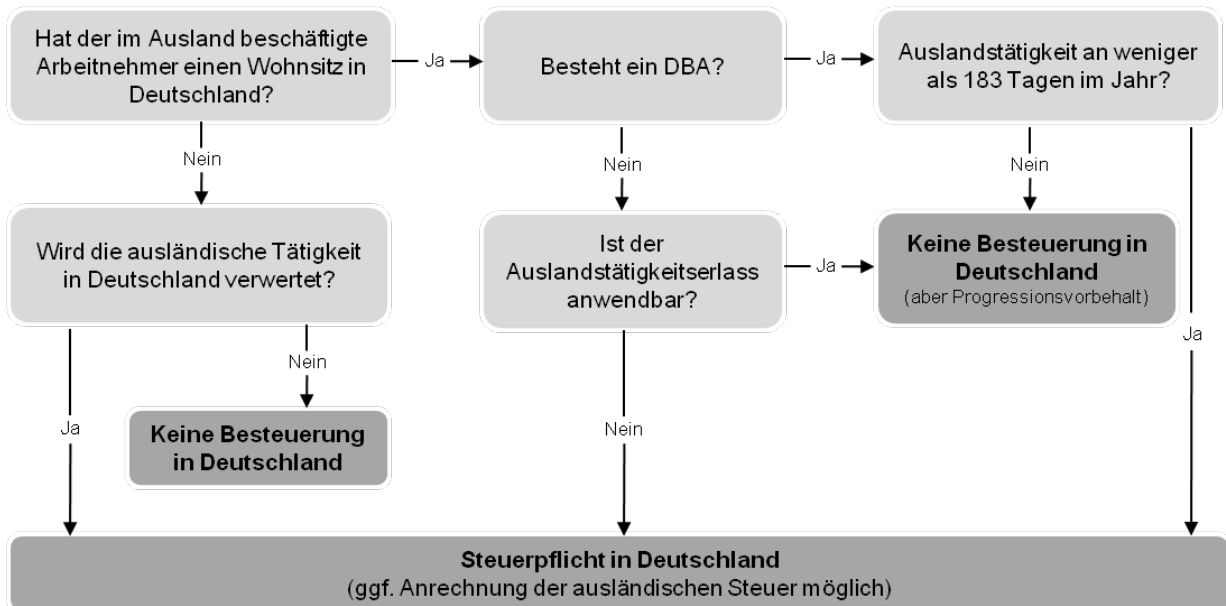 Hat der im Ausland beschäftigte
Arbeitnehmer einen Wohnsitz in
Deutschland?
Ja
Besteht ein DBA?
Ja
Auslandstätigkeit an weniger
als 183 Tagen im Jahr?
Nein
Nein
Nein
Wird die ausländische Tätigkeit
in Deutschland verwertet?
Ist der
Auslandstätigkeitserlass
anwendbar?
Ja
Keine Besteuerung in
Deutschland
(aber Progressionsvorbehalt)
Ja
Nein
Ja
Keine Besteuerung
in Deutschland
Nein
Steuerpflicht in Deutschland
(ggf. Anrechnung der ausländischen Steuer möglich)